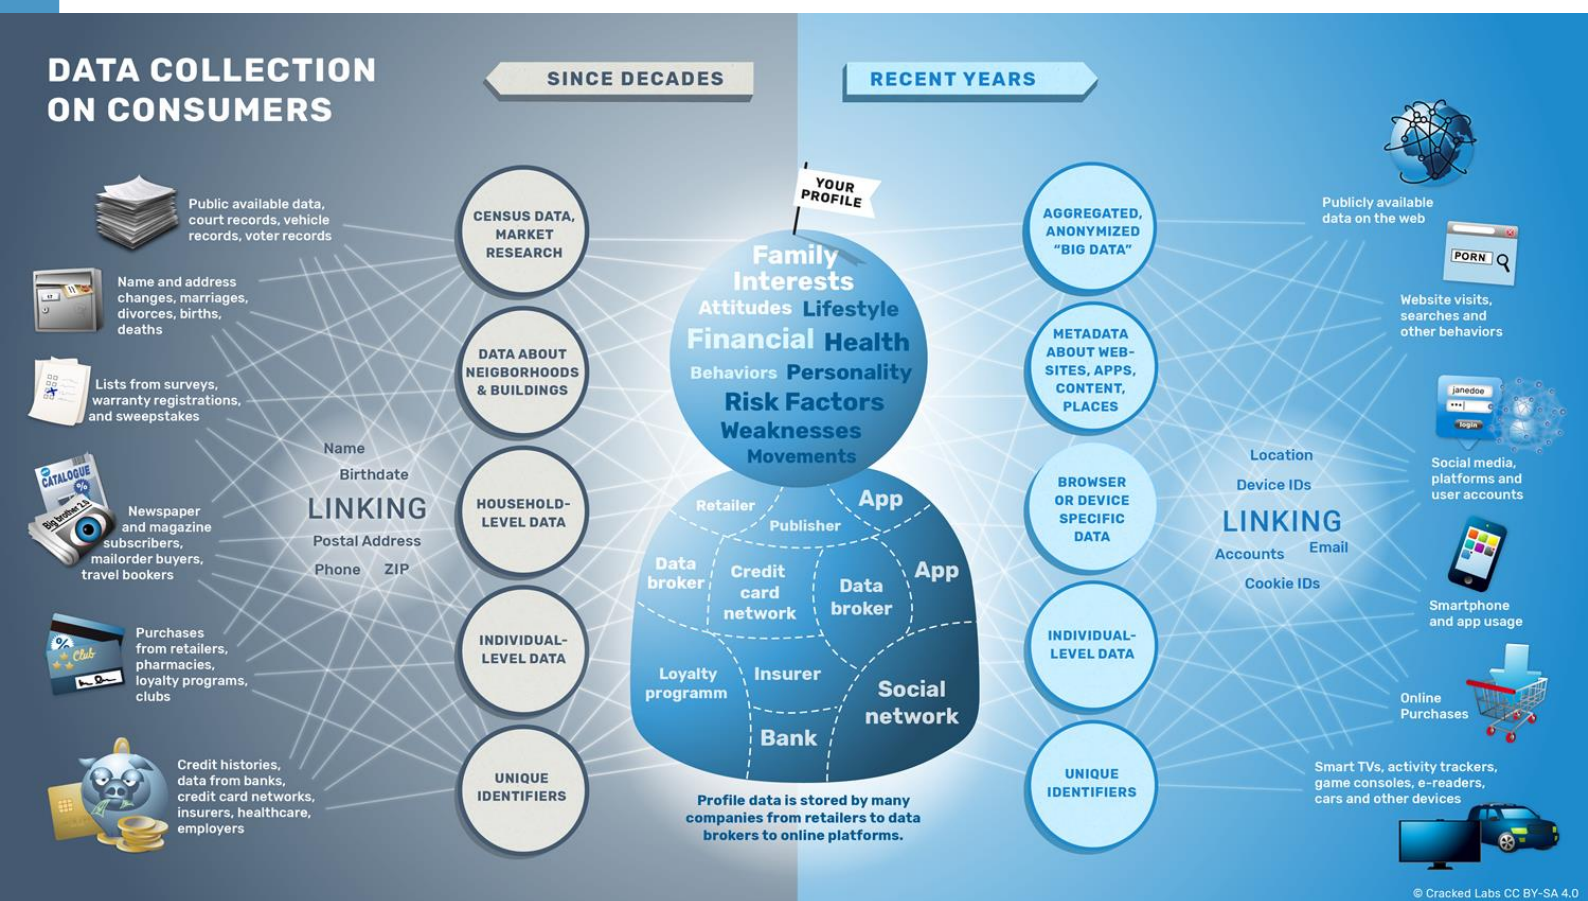 DATA COLLECTION
ON CONSUMERS
SINCE DECADES
RECENT YEARS
Public available data,
court records, vehicle
records, voter records
Name and address
changes, marriages,
divorces, births,
deaths
Lists from surveys,
warranty registrations,
and sweepstakes
CATALOGUE
%
Big brother 2.0
Newspaper
and magazine
subscribers,
mailorder buyers,
travel bookers
%
Club
Purchases
from retailers,
pharmacies,
loyalty programs,
clubs
Credit histories,
data from banks,
credit card networks,
insurers, healthcare,
employers
Name
Birthdate
LINKING
Postal Address
Phone
ZIP
CENSUS DATA,
MARKET
RESEARCH
DATA ABOUT
NEIGBORHOODS
& BUILDINGS
HOUSEHOLD-
LEVEL DATA
INDIVIDUAL-
LEVEL DATA
UNIQUE
IDENTIFIERS
YOUR
PROFILE
Family
Interests
Attitudes Lifestyle
Financial Health
Behaviors Personality
Risk Factors
Weaknesses
Movements
Retailer
App
Publisher
Data
broker
Credit
card
network
Data
broker
App
Loyalty
programm
Insurer
Social
network
Bank
Profile data is stored by many
companies from retailers to data
brokers to online platforms.
AGGREGATED,
ANONYMIZED
“BIG DATA”
METADATA
ABOUT WEB-
SITES, APPS,
CONTENT,
PLACES
BROWSER
OR DEVICE
SPECIFIC
DATA
INDIVIDUAL-
LEVEL DATA
UNIQUE
IDENTIFIERS
Location
Device IDs
LINKING
Accounts
Email
Cookie IDs
Publicly available
data on the web
PORN
Website visits,
searches and
other behaviors
janedoe
***
login
Social media,
platforms and
user accounts
Smartphone
and app usage
Online
Purchases
Smart TVs, activity trackers,
game consoles, e-readers,
cars and other devices
© Cracked Labs CC BY-SA 4.0